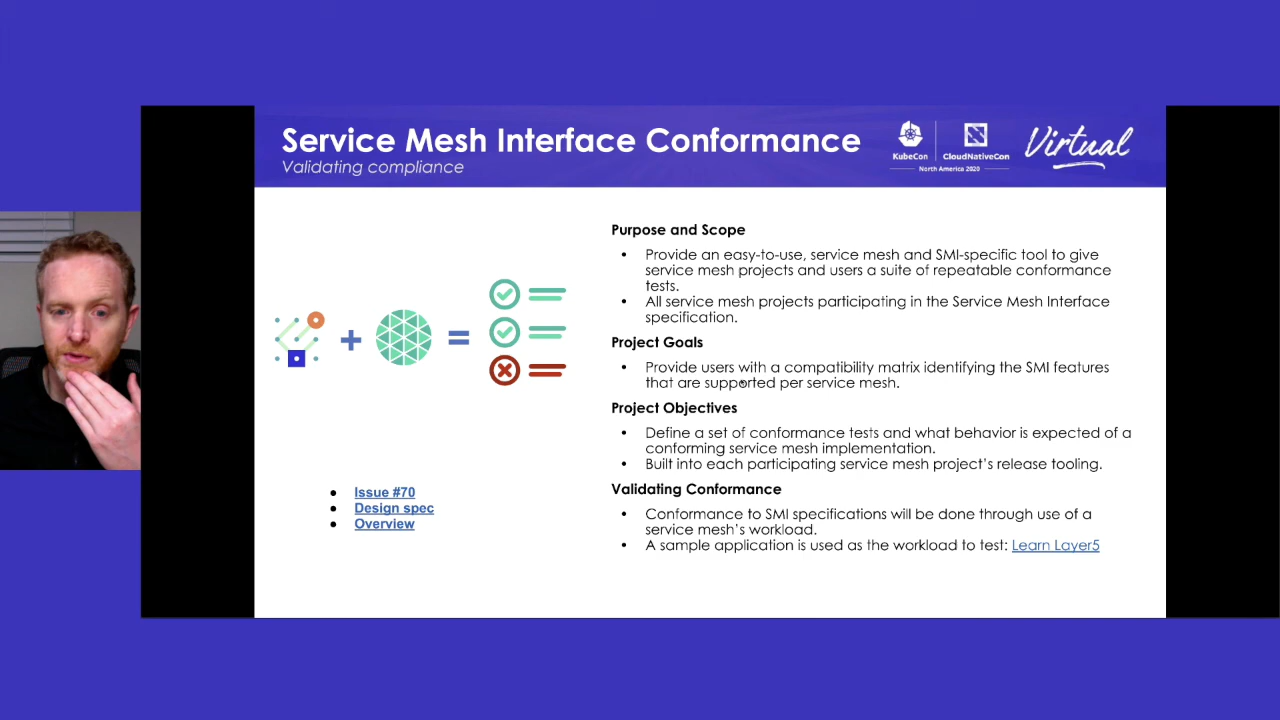 Service Mesh Interface Conformance
Validating compliance
KubeCon
CloudNativeCon
North America 2020
Virtual
Purpose and Scope
• Provide an easy-to-use, service mesh and SMI-specific tool to give
service mesh projects and users a suite of repeatable conformance
tests.
• All service mesh projects participating in the Service Mesh Interface
specification.
Project Goals
• Provide users with a compatibility matrix identifying the SMI features
that are supported per service mesh.
Project Objectives
• Define a set of conformance tests and what behavior is expected of a
conforming service mesh implementation.
• Built into each participating service mesh project's release tooling.
Validating Conformance
• Conformance to SMI specifications will be done through use of a
service mesh's workload.
• A sample application is used as the workload to test: Learn Layer5
● Issue #70
● Design spec
● Overview